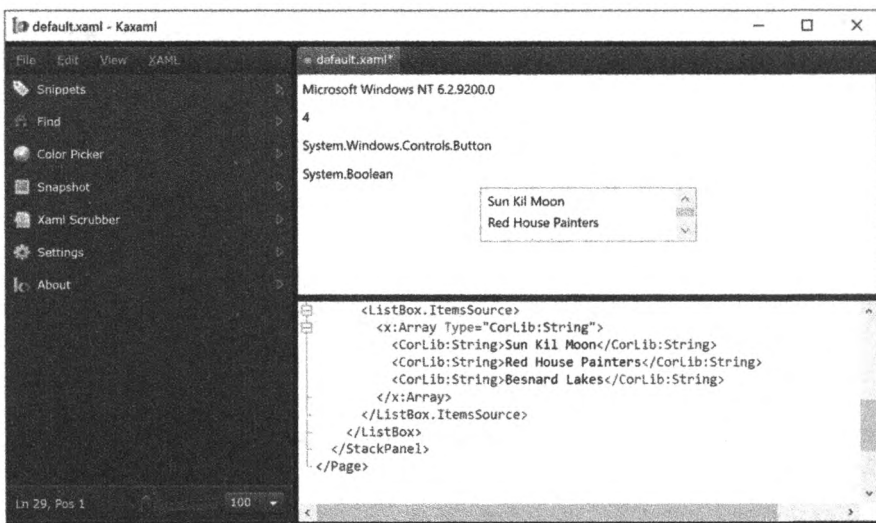 default.xaml - Kaxaml
File Edit View XAML
default.xaml*
Snippets
Find
Color Picker
Snapshot
Xaml Scrubber
Settings
About
Ln 29, Pos 1
100
Microsoft Windows NT 6.2.9200.0
4
System.Windows.Controls.Button
System.Boolean
Sun Kil Moon
Red House Painters
<ListBox.ItemsSource>
<x:Array Type="CorLib:String">
<CorLib:String>Sun Kil Moon</CorLib:String>
<CorLib:String>Red House Painters</CorLib:String>
<CorLib:String>Besnard Lakes</CorLib:String>
</x:Array>
</ListBox.ItemsSource>
</ListBox>
</StackPanel>
</Page>